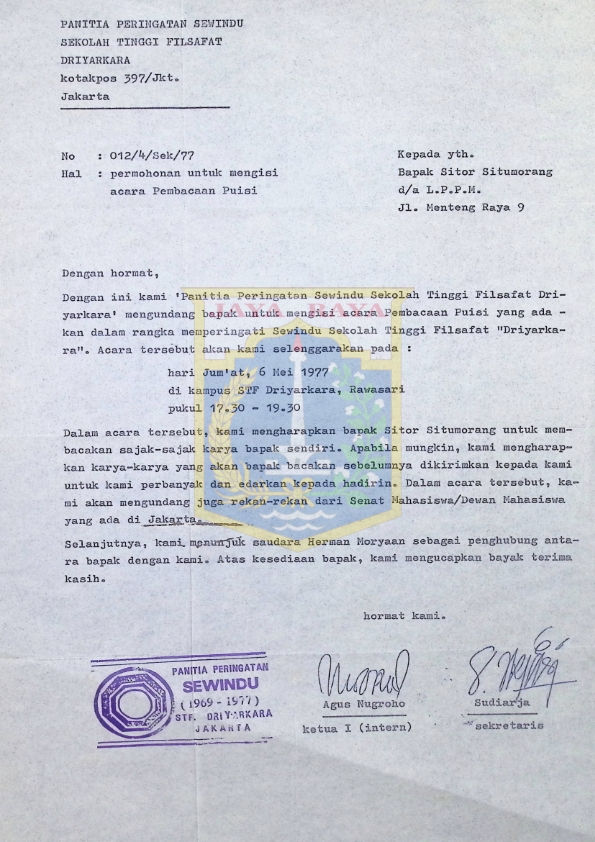 PANITIA PERINGATAN SEWINDU
SEKOLAH TINGGI FILSAFAT
DRIYARKARA
kotakpos 397/Jkt.
Jakarta
No : 012/4/Sek/77
Hal : permohonan untuk mengisi
acara Pembacaan Puisi
Kepada yth.
Bapak Sitor Situmorang
d/a L.P.P.M.
Jl. Menteng Raya 9
Dengan hormat,
Dengan ini kami 'Panitia Peringatan Sewindu Sekolah Tinggi Filsafat Dri-
yarkara' mengundang bapak untuk mengisi acara Pembacaan Puisi yang ada -
kan dalam rangka memperingati Sewindu Sekolah Tinggi Filsafat "Driyarka-
ra". Acara tersebut akan kami selenggarakan pada :
hari Jum'at, 6 Mei 1977
di kampus STF Driyarkara, Rawasari
pukul 17.30 - 19.30
Dalam acara tersebut, kami mengharapkan bapak Sitor Situmorang untuk mem-
bacakan sajak-sajak karya bapak sendiri. Apabila mungkin, kami mengharap-
kan karya-karya yang akan bapak bacakan sebelumnya dikirimkan kepada kami
untuk kami perbanyak dan edarkan kepada hadirin. Dalam acara tersebut, ka-
mi akan mengundang juga rekan-rekan dari Senat Mahasiswa/Dewan Mahasiswa
yang ada di Jakarta.
Selanjutnya, kami menunjuk saudara Herman Moryaan sebagai penghubung anta-
ra bapak dengan kami. Atas kesediaan bapak, kami mengucapkan bayak terima
kasih.
hormat kami.
PANITIA PERINGATAN
SEWINDU
(1969 - 1977)
STF. DRIYARKARA
JAKARTA
Agus Nugroho
ketua I (intern)
Sudiarja
sekretaris
JAYA RAYA